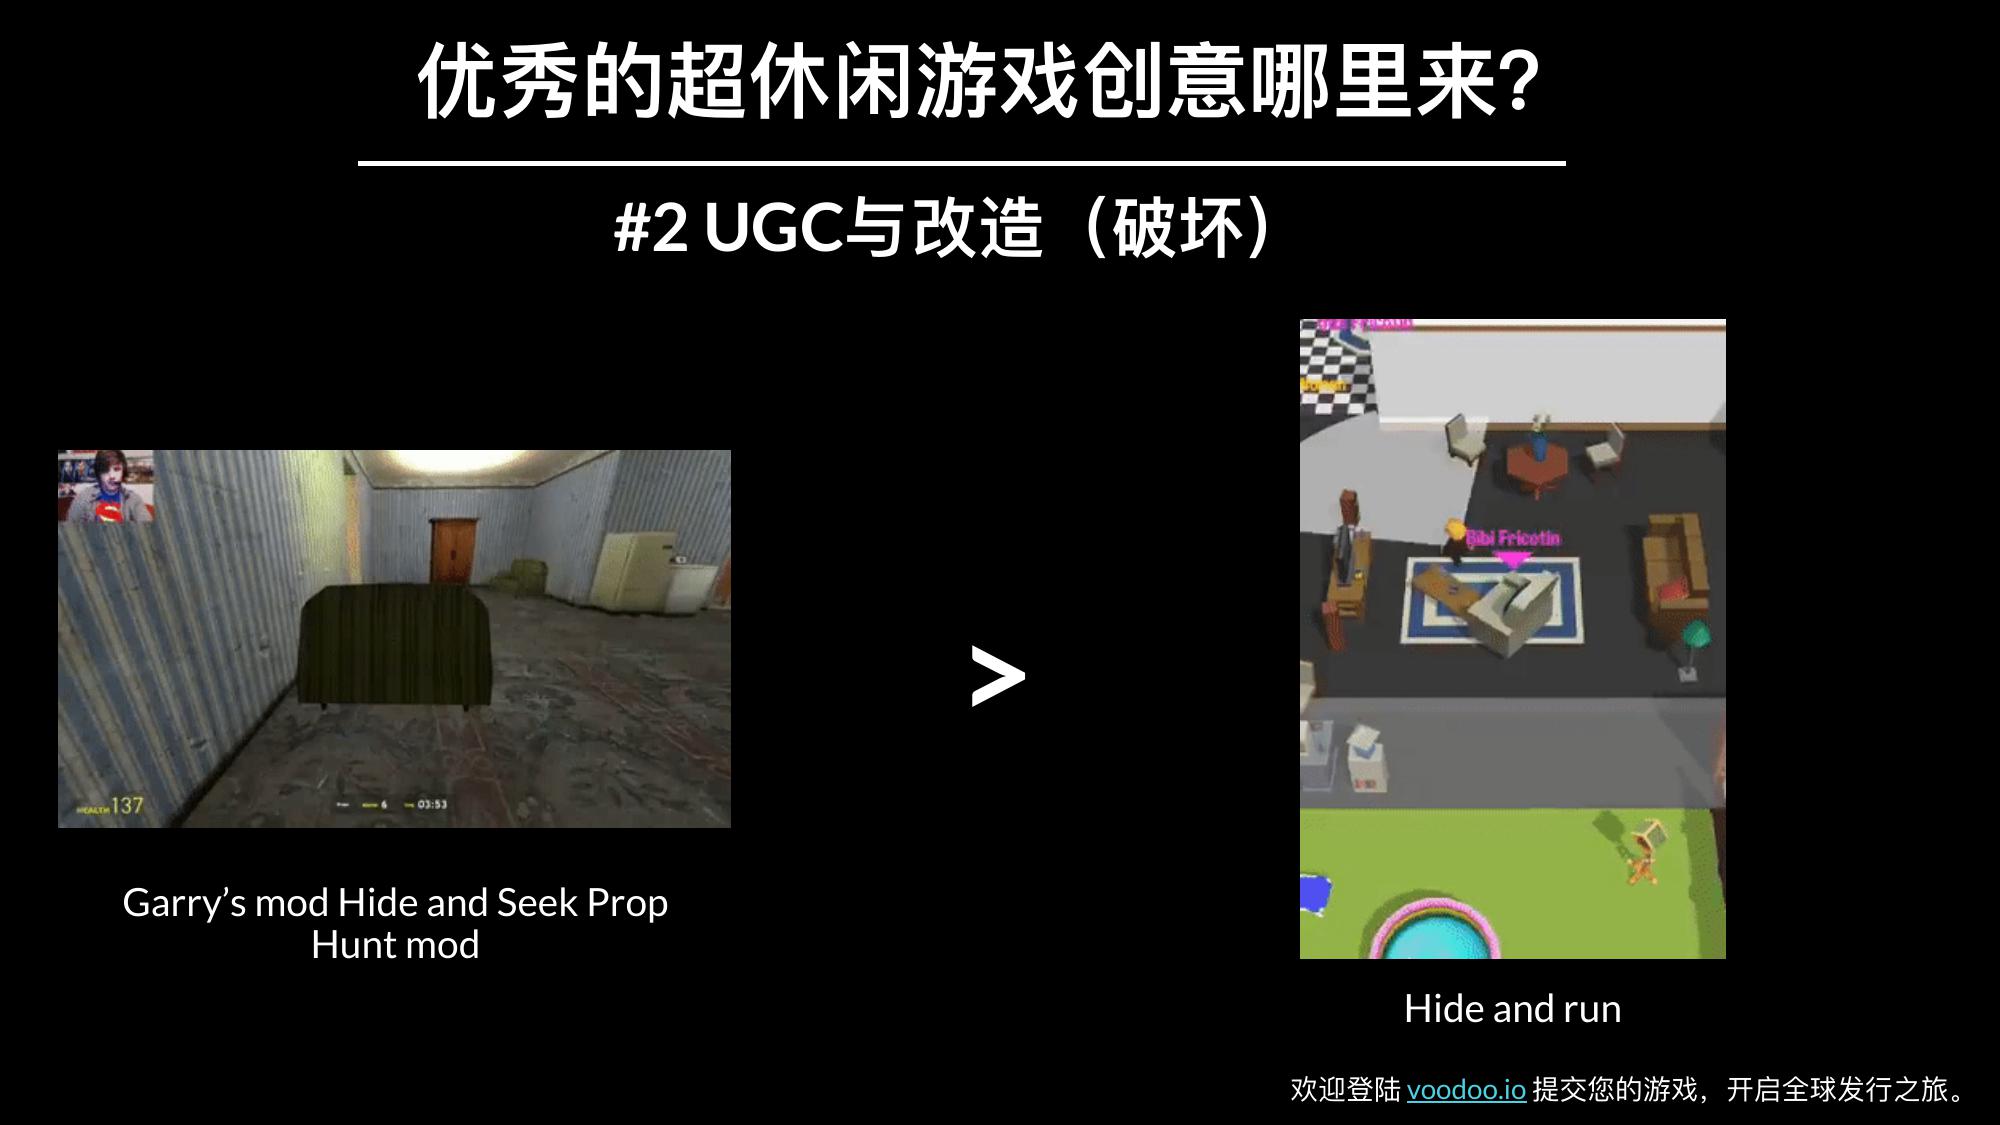 优秀的超休闲游戏创意哪里来?
#2 UGC与改造（破坏）
Bibi Fricotin
>
HEALTH 137
6
03:53
Garry’s mod Hide and Seek Prop
Hunt mod
Hide and run
欢迎登陆 voodoo.io 提交您的游戏，开启全球发行之旅。